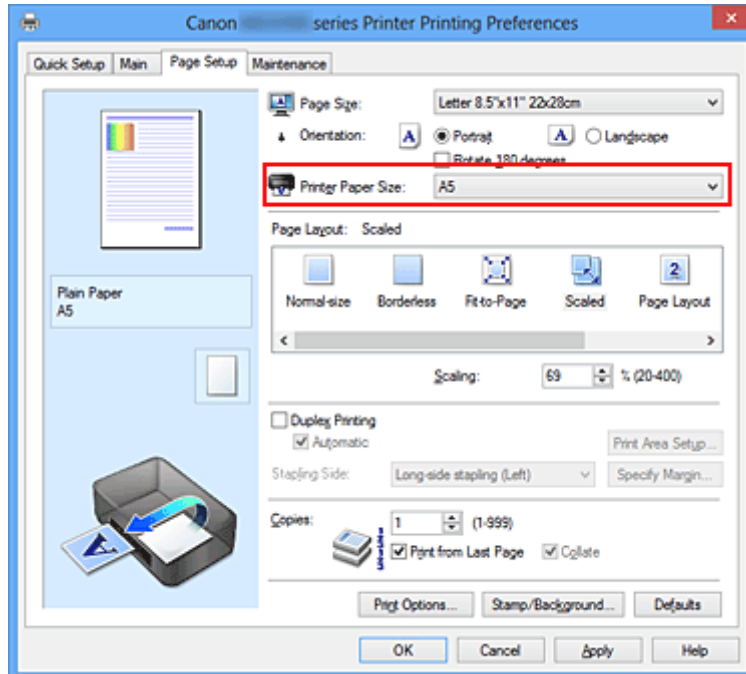 Canon series Printer Printing Preferences
Quick Setup Main Page Setup Maintenance
Page Size: Letter 8.5"x11" 22x28cm
Orientation: A Portrait A Landscape
Rotate 180 degrees
Printer Paper Size: A5
Page Layout: Scaled
2
Normal-size Borderless Fit-to-Page Scaled Page Layout
Plain Paper
A5
Scaling: 69 % (20-400)
Duplex Printing
Automatic Print Area Setup...
Stapling Side: Long-side stapling (Left) Specify Margin...
Copies: 1 (1-999)
Print from Last Page Collate
A
Print Options... Stamp/Background... Defaults
OK Cancel Apply Help